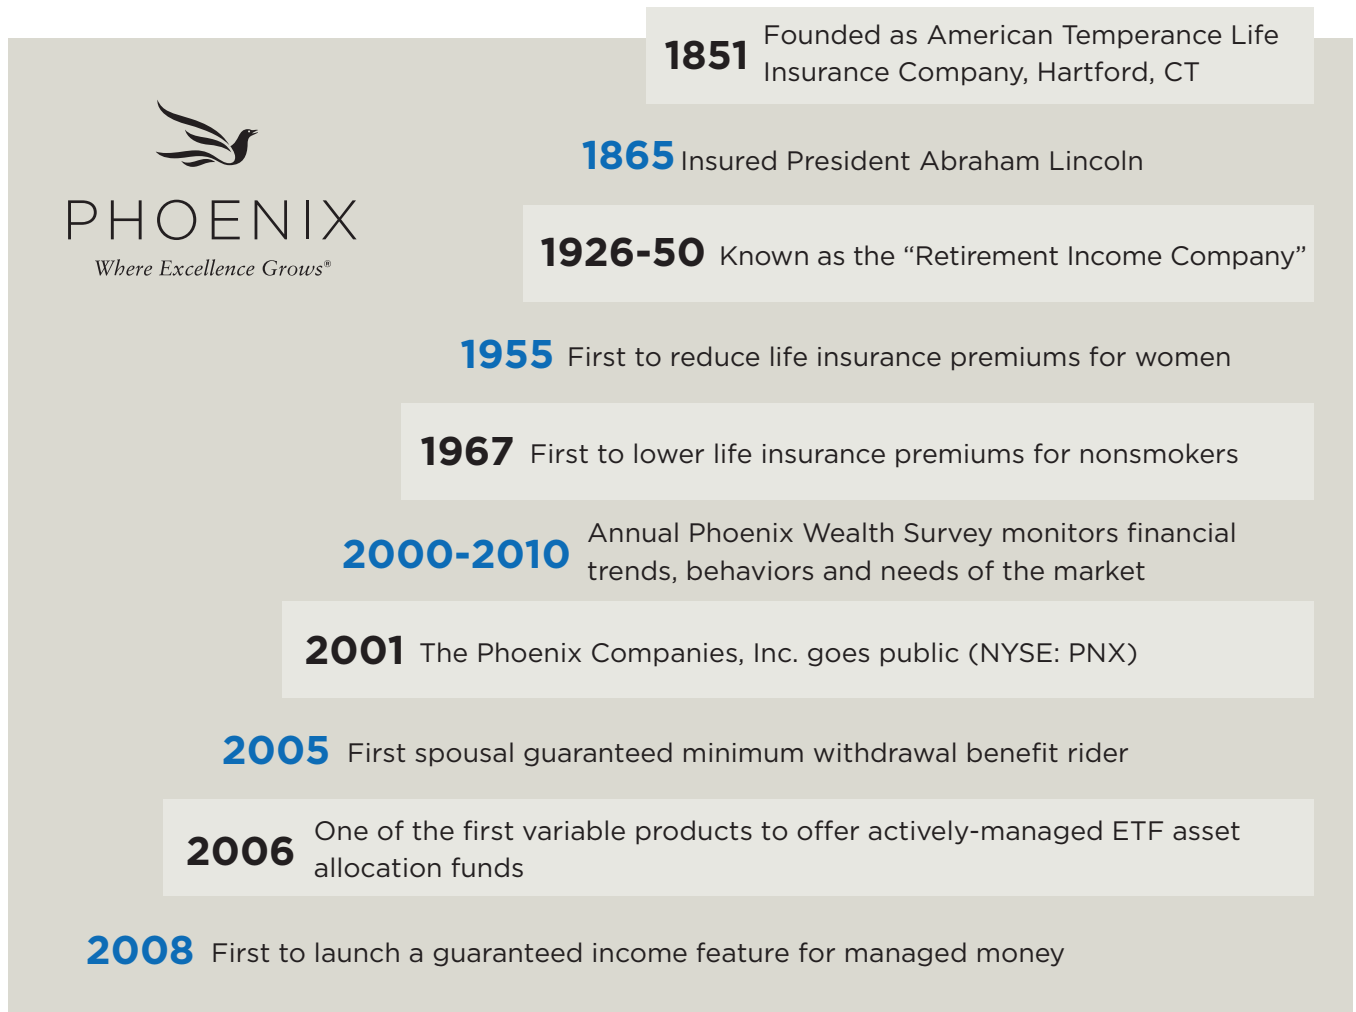 1851 Founded as American Temperance Life
Insurance Company, Hartford, CT
PHOENIX
Where Excellence Grows®
1865 Insured President Abraham Lincoln
1926-50 Known as the “Retirement Income Company”
1955 First to reduce life insurance premiums for women
1967 First to lower life insurance premiums for nonsmokers
2000-2010 Annual Phoenix Wealth Survey monitors financial
trends, behaviors and needs of the market
2001 The Phoenix Companies, Inc. goes public (NYSE: PNX)
2005 First spousal guaranteed minimum withdrawal benefit rider
2006 One of the first variable products to offer actively-managed ETF asset
allocation funds
2008 First to launch a guaranteed income feature for managed money